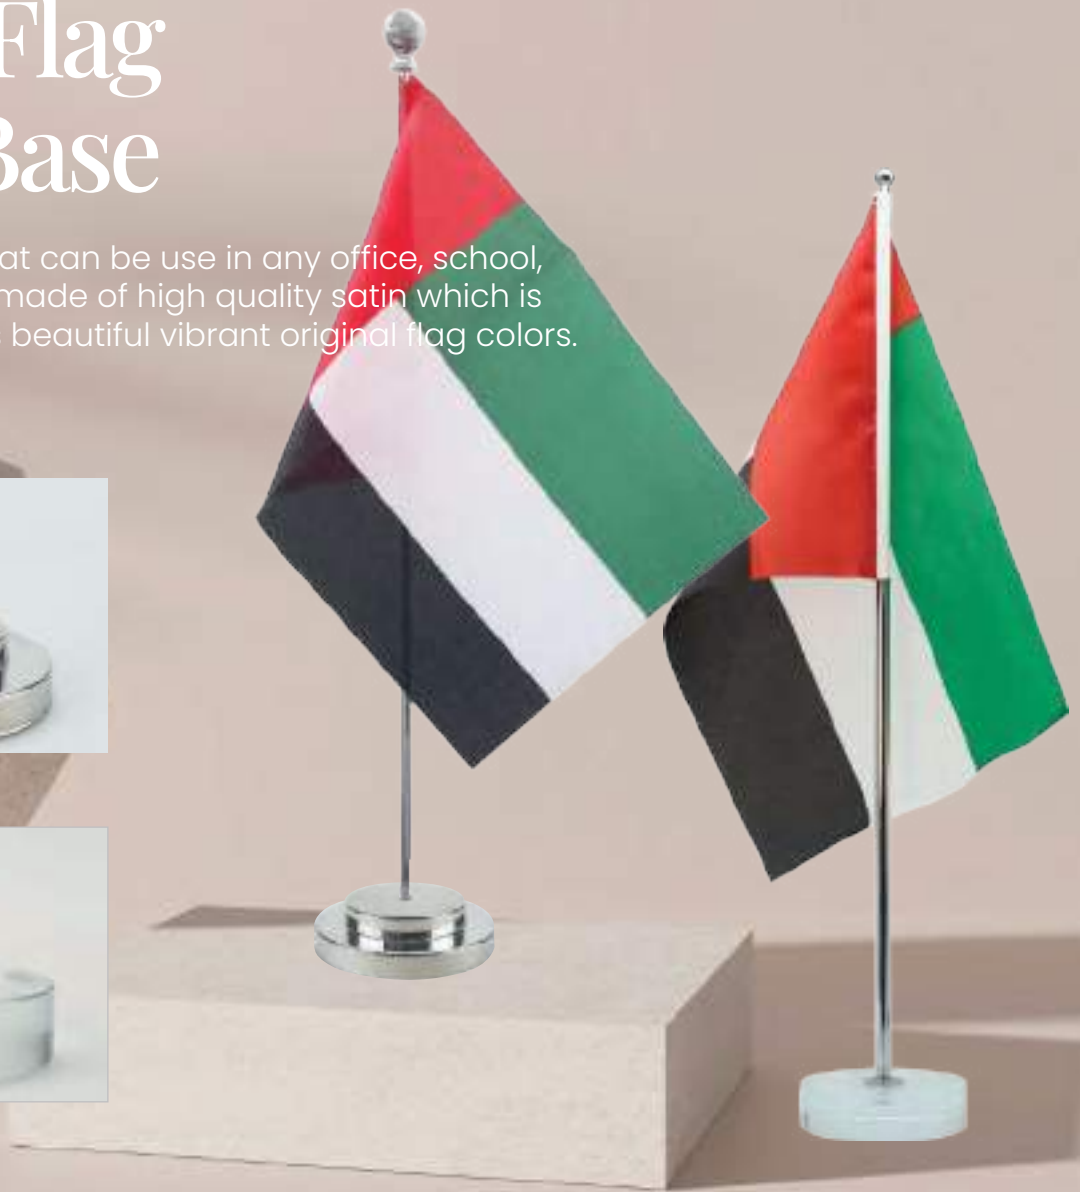 Flag
Base
at can be use in any office, school,
made of high quality satin which is
beautiful vibrant original flag colors.